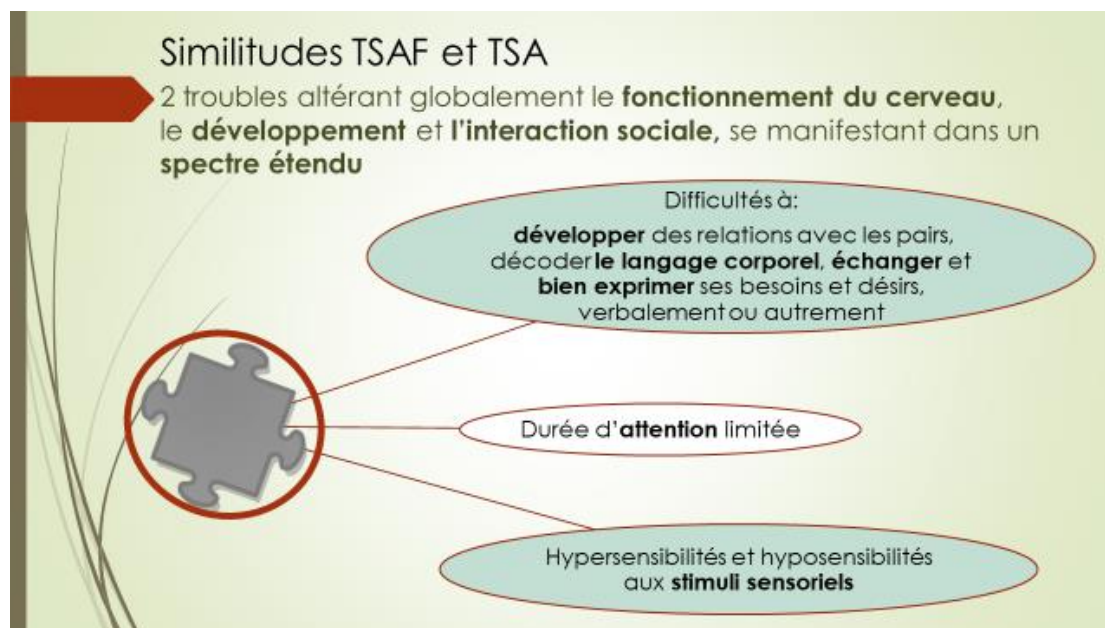 Similitudes TSAF et TSA
2 troubles altérant globalement le fonctionnement du cerveau,
le développement et l'interaction sociale, se manifestant dans un
spectre étendu
Difficultés à:
développer des relations avec les pairs,
décoder le langage corporel, échanger et
bien exprimer ses besoins et désirs,
verbalement ou autrement
Durée d'attention limitée
Hypersensibilités et hyposensibilités
aux stimuli sensoriels